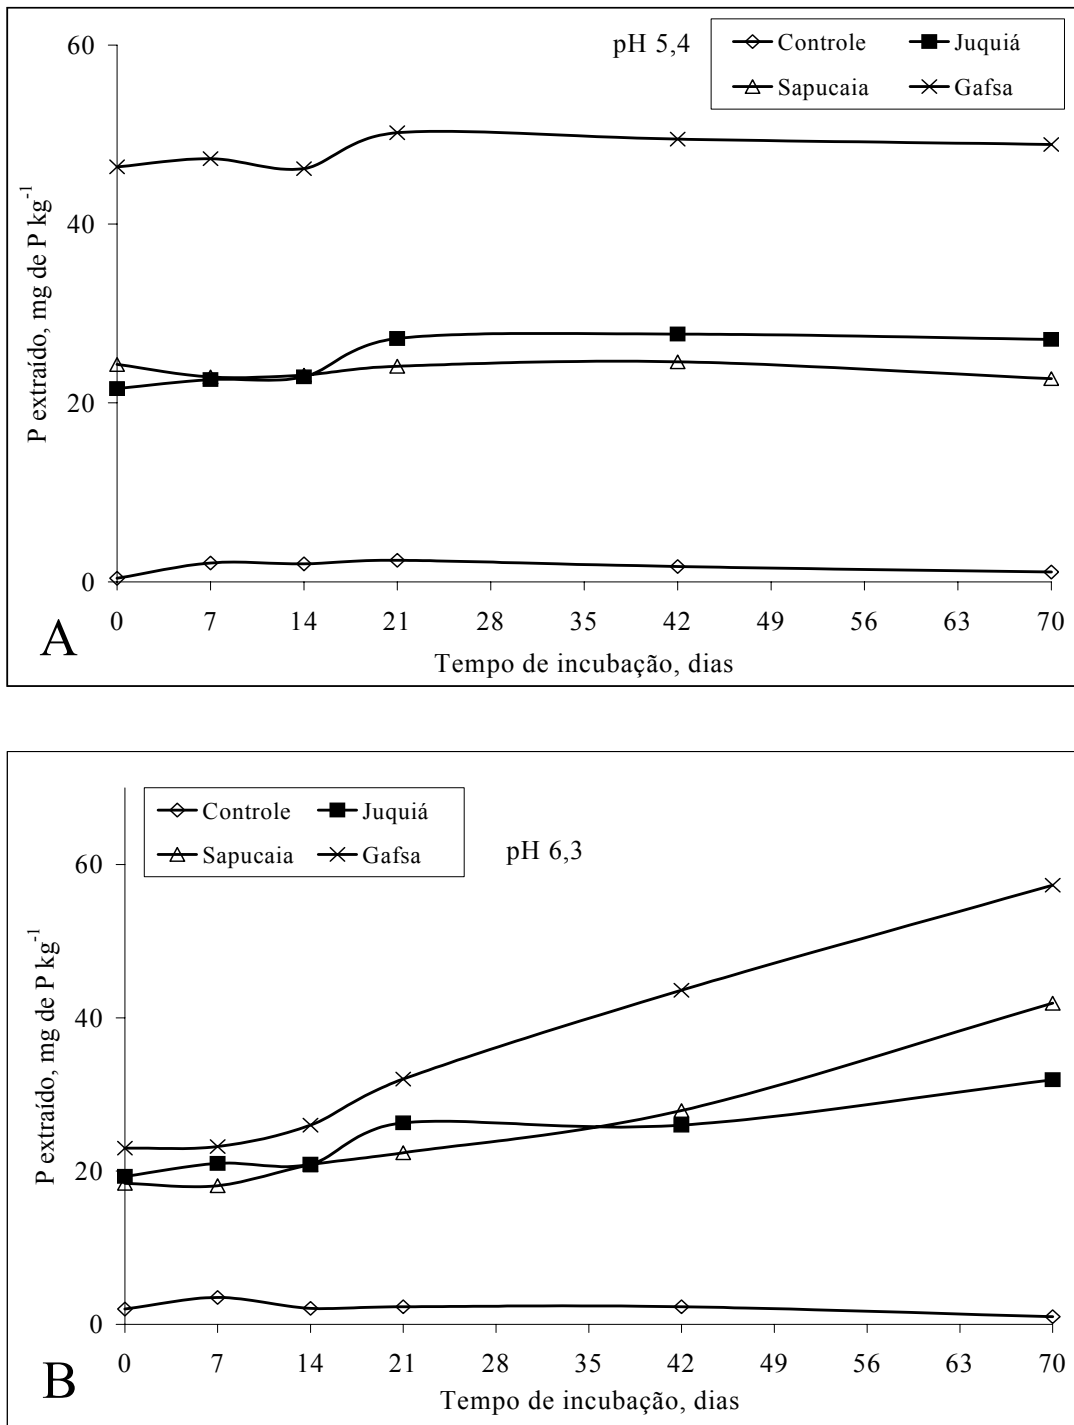 pH 5,4
Controle Juquiá
Sapucaia Gafsa
60
40
20
0
P extraído, mg de P kg⁻¹
0 7 14 21 28 35 42 49 56 63 70
Tempo de incubação, dias
A
Controle Juquiá
Sapucaia Gafsa
pH 6,3
60
40
20
0
P extraído, mg de P kg⁻¹
0 7 14 21 28 35 42 49 56 63 70
Tempo de incubação, dias
B